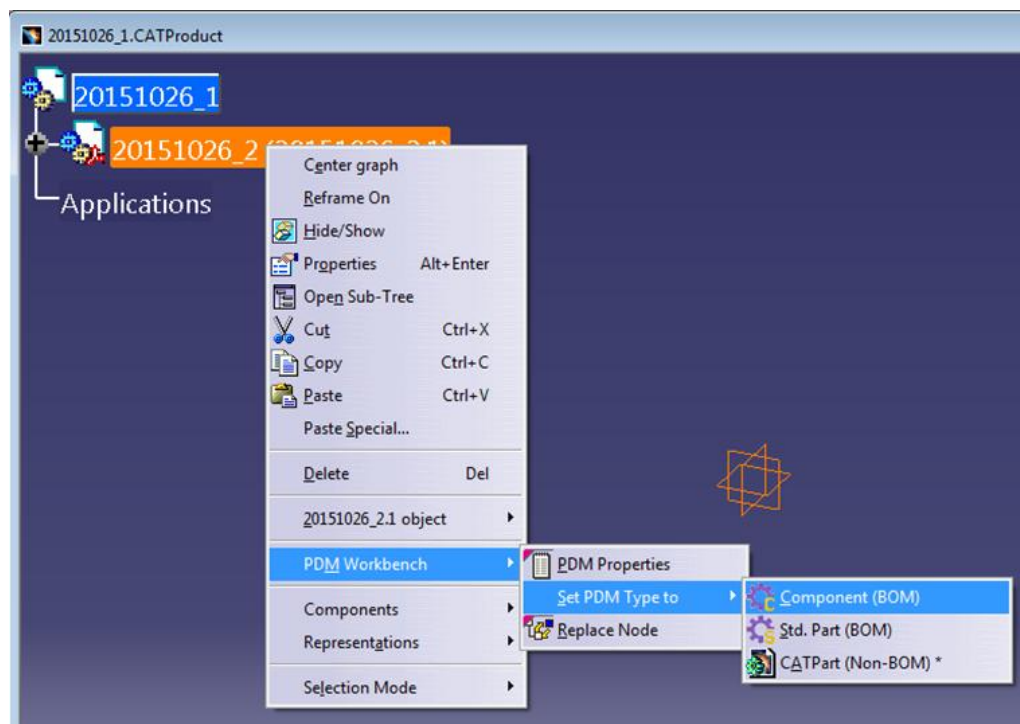 20151026_1.CATProduct
20151026_1
20151026_2 (20151026_2.1)
Applications
Center graph
Reframe On
Hide/Show
Properties Alt+Enter
Open Sub-Tree
Cut Ctrl+X
Copy Ctrl+C
Paste Ctrl+V
Paste Special...
Delete Del
20151026_2.1 object
PDM Workbench
Components
Representations
Selection Mode
PDM Properties
Set PDM Type to
Replace Node
Component (BOM)
Std. Part (BOM)
CATPart (Non-BOM) *